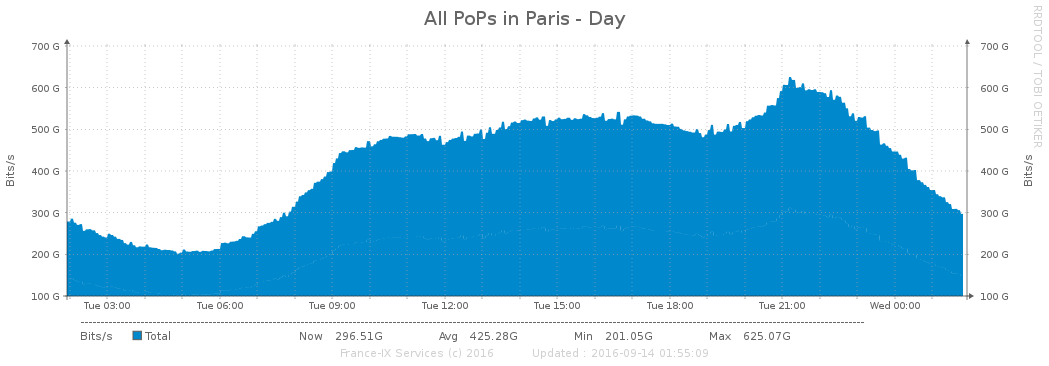 All PoPs in Paris - Day
RRDTOOL / TOBI OETIKER
700 G 700 G
600 G 600 G
500 G 500 G
400 G 400 G
300 G 300 G
200 G 200 G
100 G 100 G
Bits/s
Bits/s
Tue 03:00 Tue 06:00 Tue 09:00 Tue 12:00 Tue 15:00 Tue 18:00 Tue 21:00 Wed 00:00
Bits/s Total Now 296.51G Avg 425.28G Min 201.05G Max 625.07G
France-IX Services (c) 2016 Updated : 2016-09-14 01:55:09